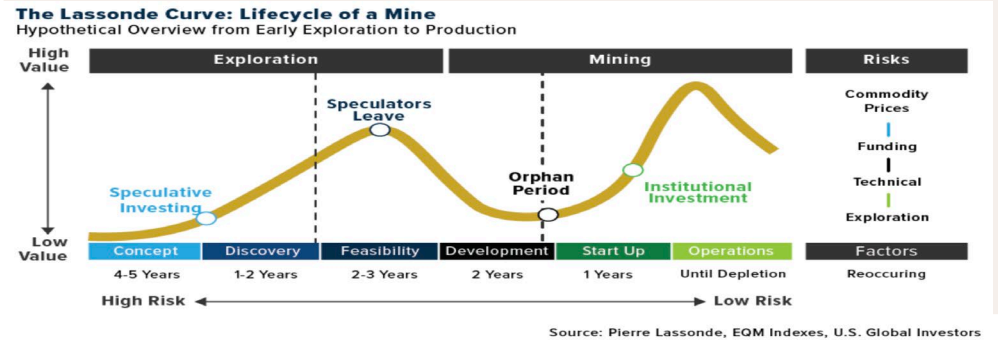 The Lassonde Curve: Lifecycle of a Mine
Hypothetical Overview from Early Exploration to Production
High
Value
Exploration
Mining
Risks
Speculators
Leave
Commodity
Prices
Funding
Technical
Exploration
Speculative
Investing
Orphan
Period
Institutional
Investment
Low
Value
Concept
Discovery
Feasibility
Development
Start Up
Operations
Factors
4-5 Years
1-2 Years
2-3 Years
2 Years
1 Years
Until Depletion
Reoccuring
High Risk
Low Risk
Source: Pierre Lassonde, EQM Indexes, U.S. Global Investors